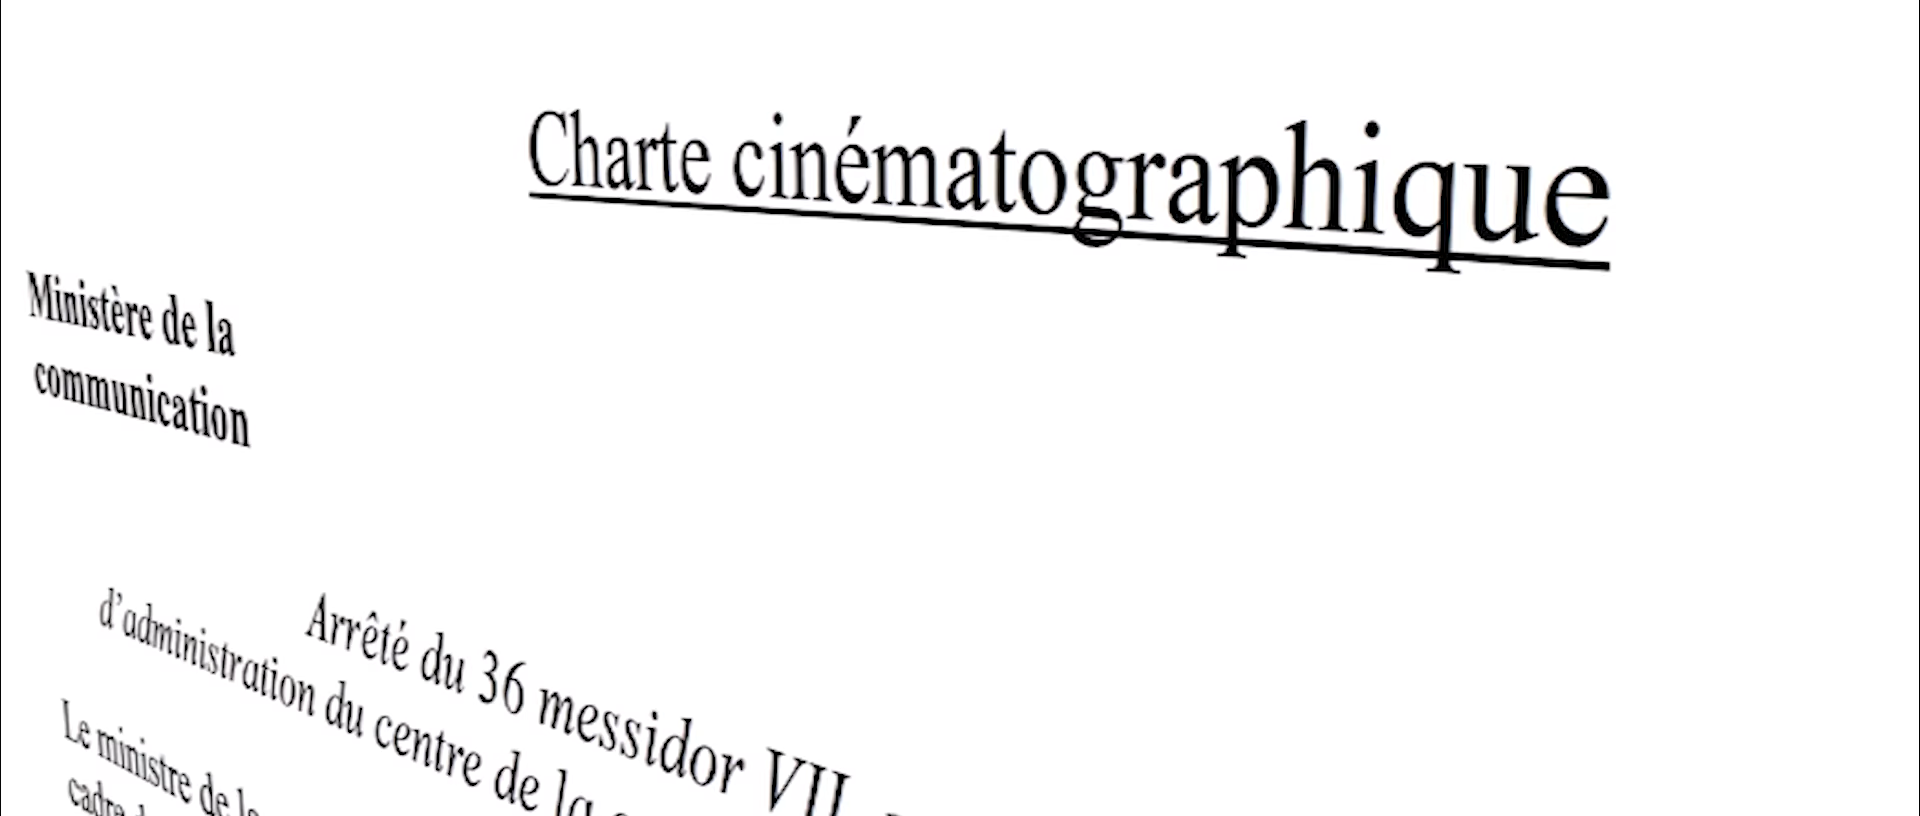 Charte cinématographique
Ministère de la
communication
Arrêté du 36 messidor VII
d’administration du centre de la
Le ministre de la
cadre